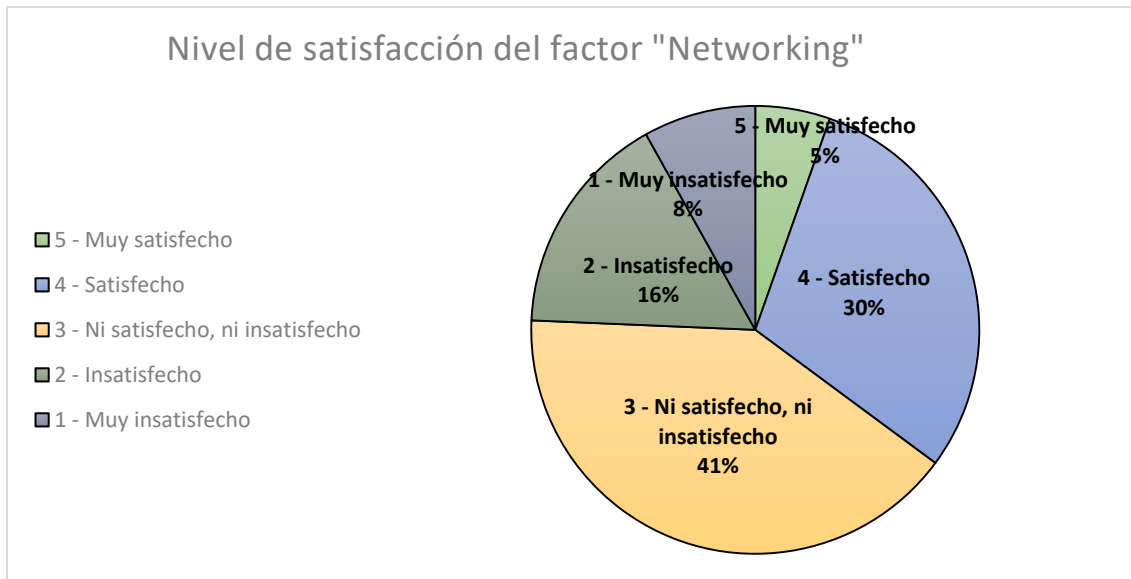 Nivel de satisfacción del factor "Networking"
5 - Muy satisfecho
4 - Satisfecho
3 - Ni satisfecho, ni insatisfecho
2 - Insatisfecho
1 - Muy insatisfecho
5 - Muy satisfecho
5%
4 - Satisfecho
30%
3 - Ni satisfecho, ni
insatisfecho
41%
2 - Insatisfecho
16%
1 - Muy insatisfecho
8%